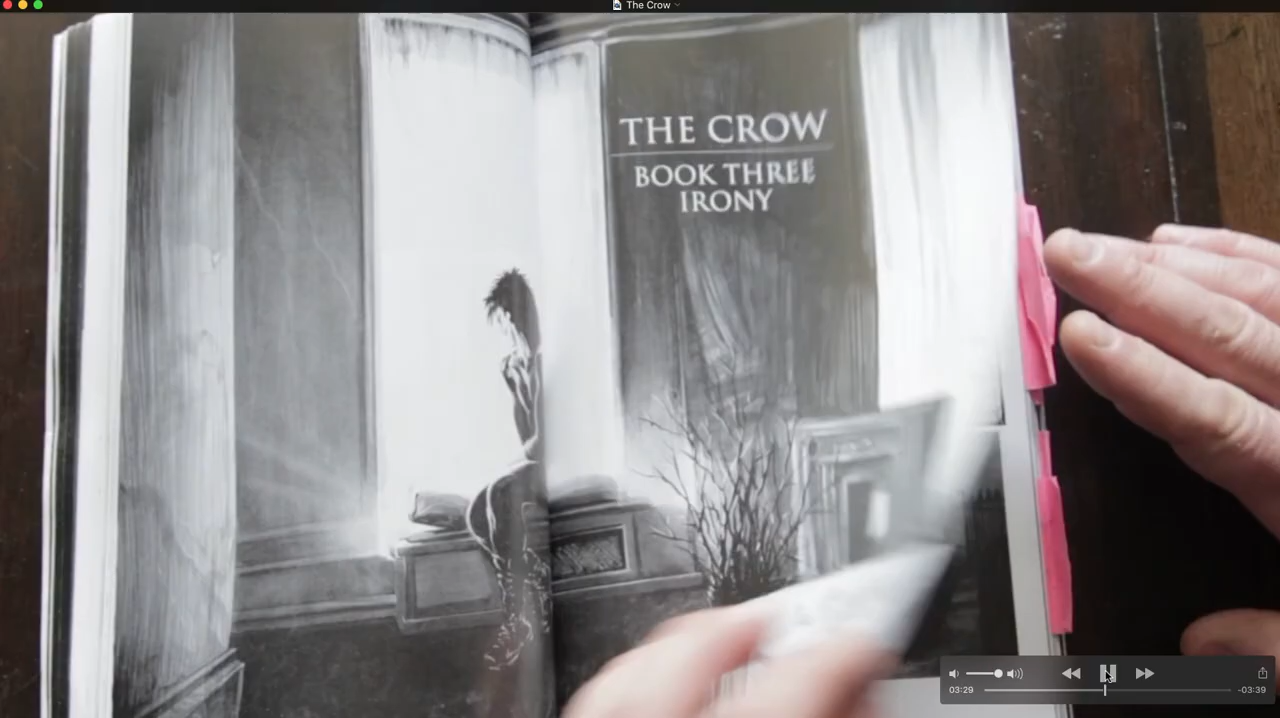 The Crow
THE CROW
BOOK THREE
IRONY
03:29
-03:39